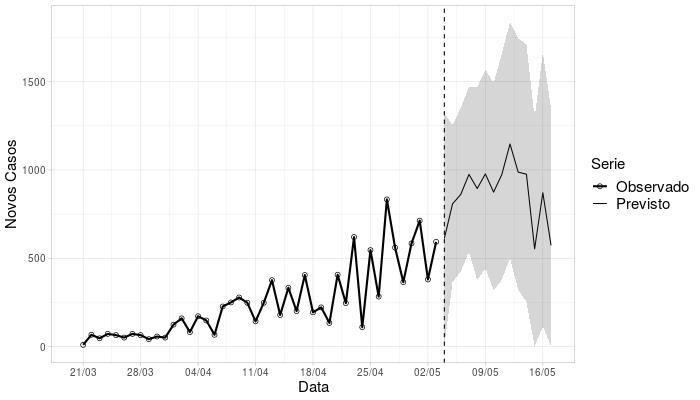 Novos Casos
1500
1000
500
0
21/03 28/03 04/04 11/04 18/04 25/04 02/05 09/05 16/05
Data
Serie
Observado
Previsto